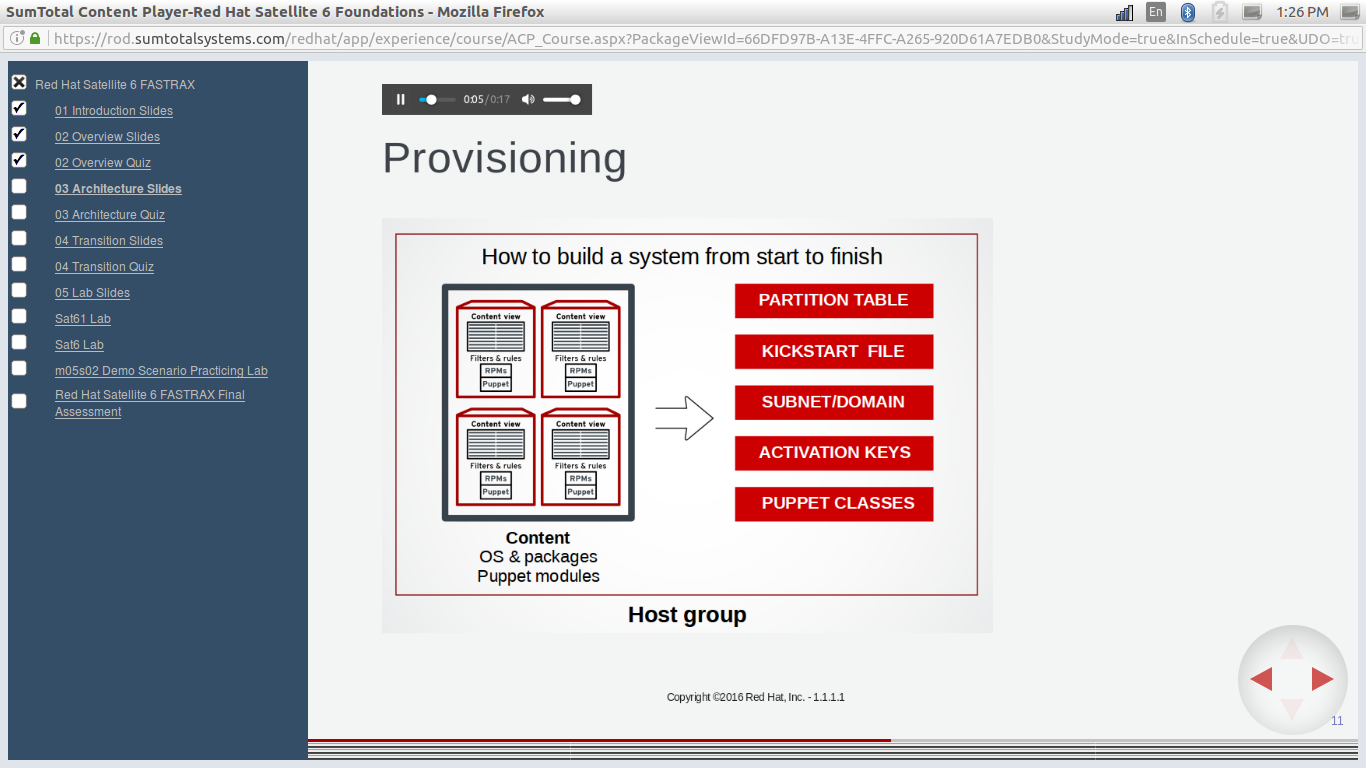 SumTotal Content Player-Red Hat Satellite 6 Foundations - Mozilla Firefox
En
1:26 PM
https://rod.sumtotalsystems.com/redhat/app/experience/course/ACP_Course.aspx?PackageViewId=66DFD97B-A13E-4FFC-A265-920D61A7EDB0&StudyMode=true&InSchedule=true&UDO=tru
Red Hat Satellite 6 FASTRAX
01 Introduction Slides
02 Overview Slides
02 Overview Quiz
03 Architecture Slides
03 Architecture Quiz
04 Transition Slides
04 Transition Quiz
05 Lab Slides
Sat61 Lab
Sat6 Lab
m05s02 Demo Scenario Practicing Lab
Red Hat Satellite 6 FASTRAX Final
Assessment
0:05/0:17
Provisioning
How to build a system from start to finish
Content view
Filters & rules
RPMs
Puppet
Content view
Filters & rules
RPMs
Puppet
Content view
Filters & rules
RPMs
Puppet
Content view
Filters & rules
RPMs
Puppet
Content
OS & packages
Puppet modules
PARTITION TABLE
KICKSTART FILE
SUBNET/DOMAIN
ACTIVATION KEYS
PUPPET CLASSES
Host group
Copyright ©2016 Red Hat, Inc. - 1.1.1.1
11